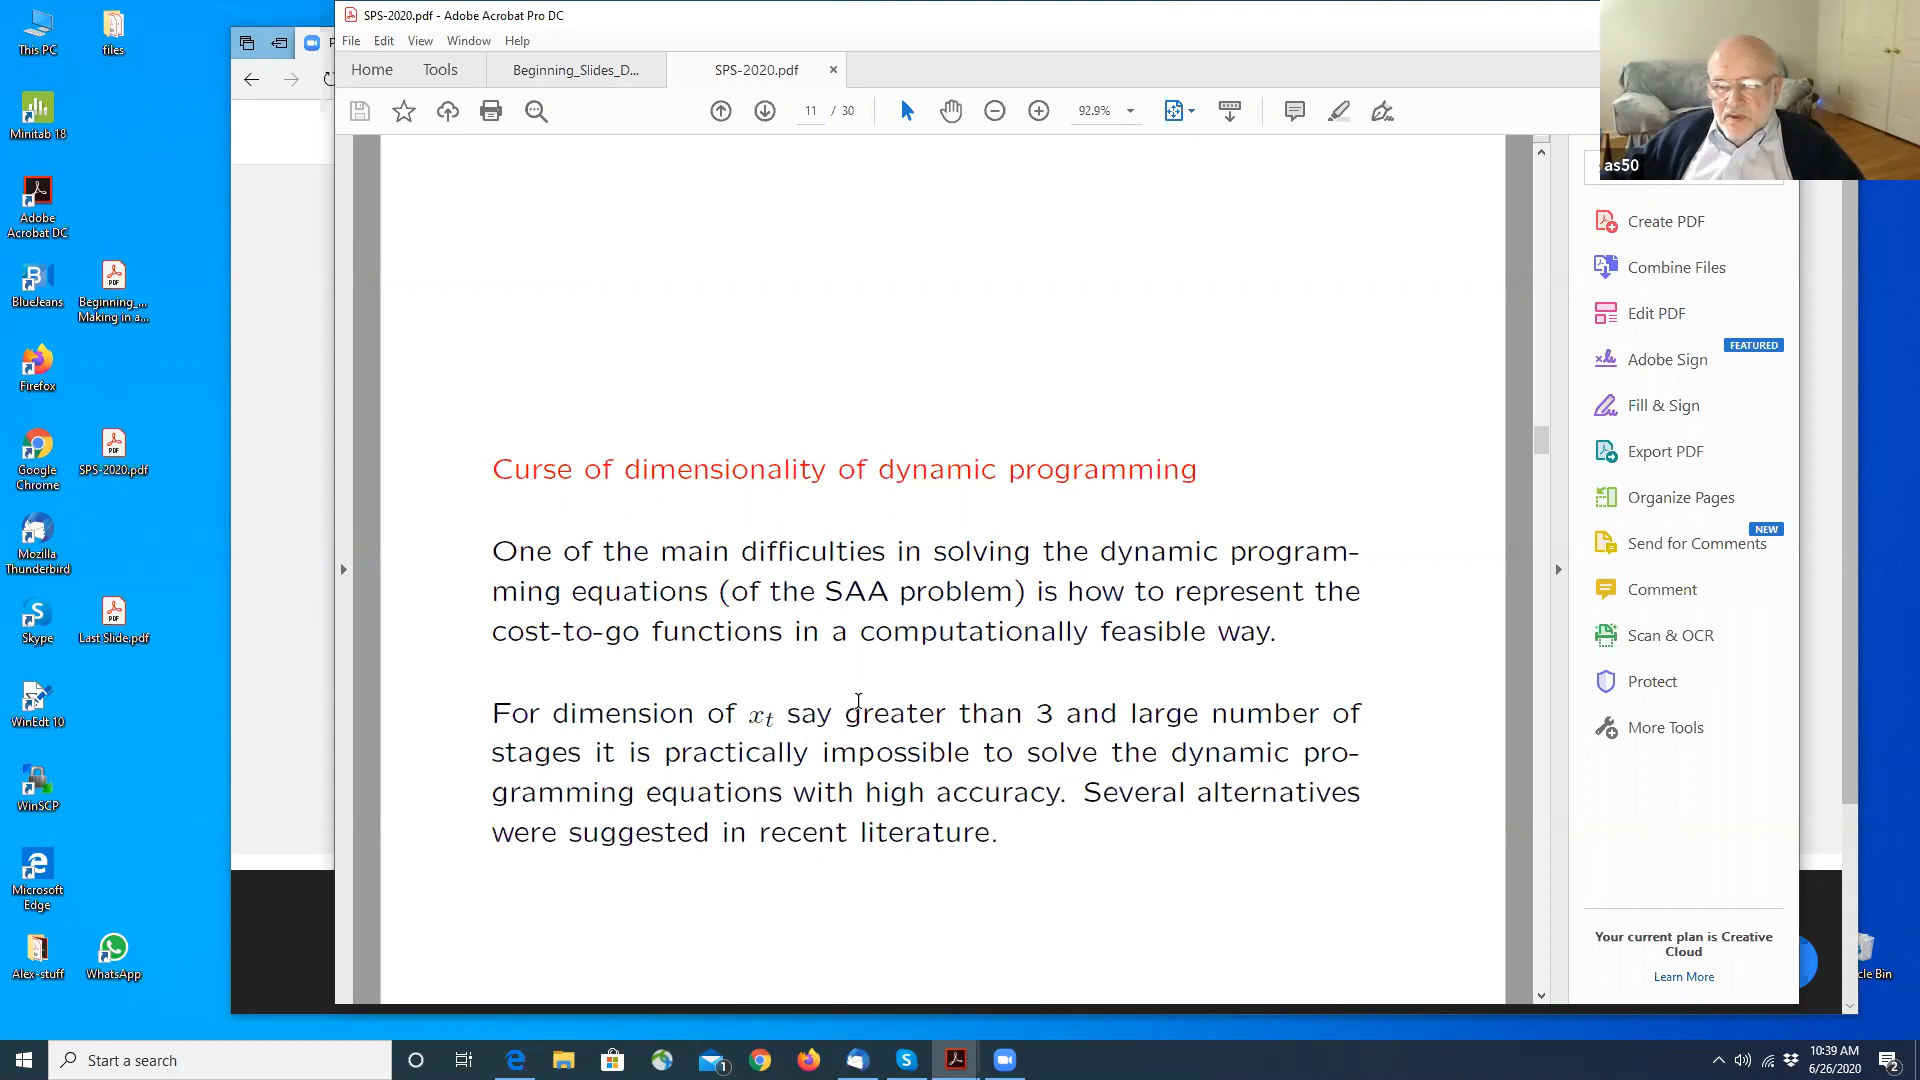 SPS-2020.pdf - Adobe Acrobat Pro DC
File Edit View Window Help
Home Tools Beginning_Slides_D... SPS-2020.pdf ×
11 / 30 92.9%
as50
This PC
files
Minitab 18
Adobe
Acrobat DC
BlueJeans
Beginning_...
Making in a...
Firefox
Google
Chrome
SPS-2020.pdf
Mozilla
Thunderbird
Skype
Last Slide.pdf
WinEdt 10
WinSCP
Microsoft
Edge
Alex-stuff
WhatsApp
Curse of dimensionality of dynamic programming
One of the main difficulties in solving the dynamic program-
ming equations (of the SAA problem) is how to represent the
cost-to-go functions in a computationally feasible way.
For dimension of x_t say greater than 3 and large number of
stages it is practically impossible to solve the dynamic pro-
gramming equations with high accuracy. Several alternatives
were suggested in recent literature.
Create PDF
Combine Files
Edit PDF
FEATURED
Adobe Sign
Fill & Sign
Export PDF
Organize Pages
NEW
Send for Comments
Comment
Scan & OCR
Protect
More Tools
Your current plan is Creative
Cloud
Learn More
cle Bin
Start a search
10:39 AM
6/26/2020